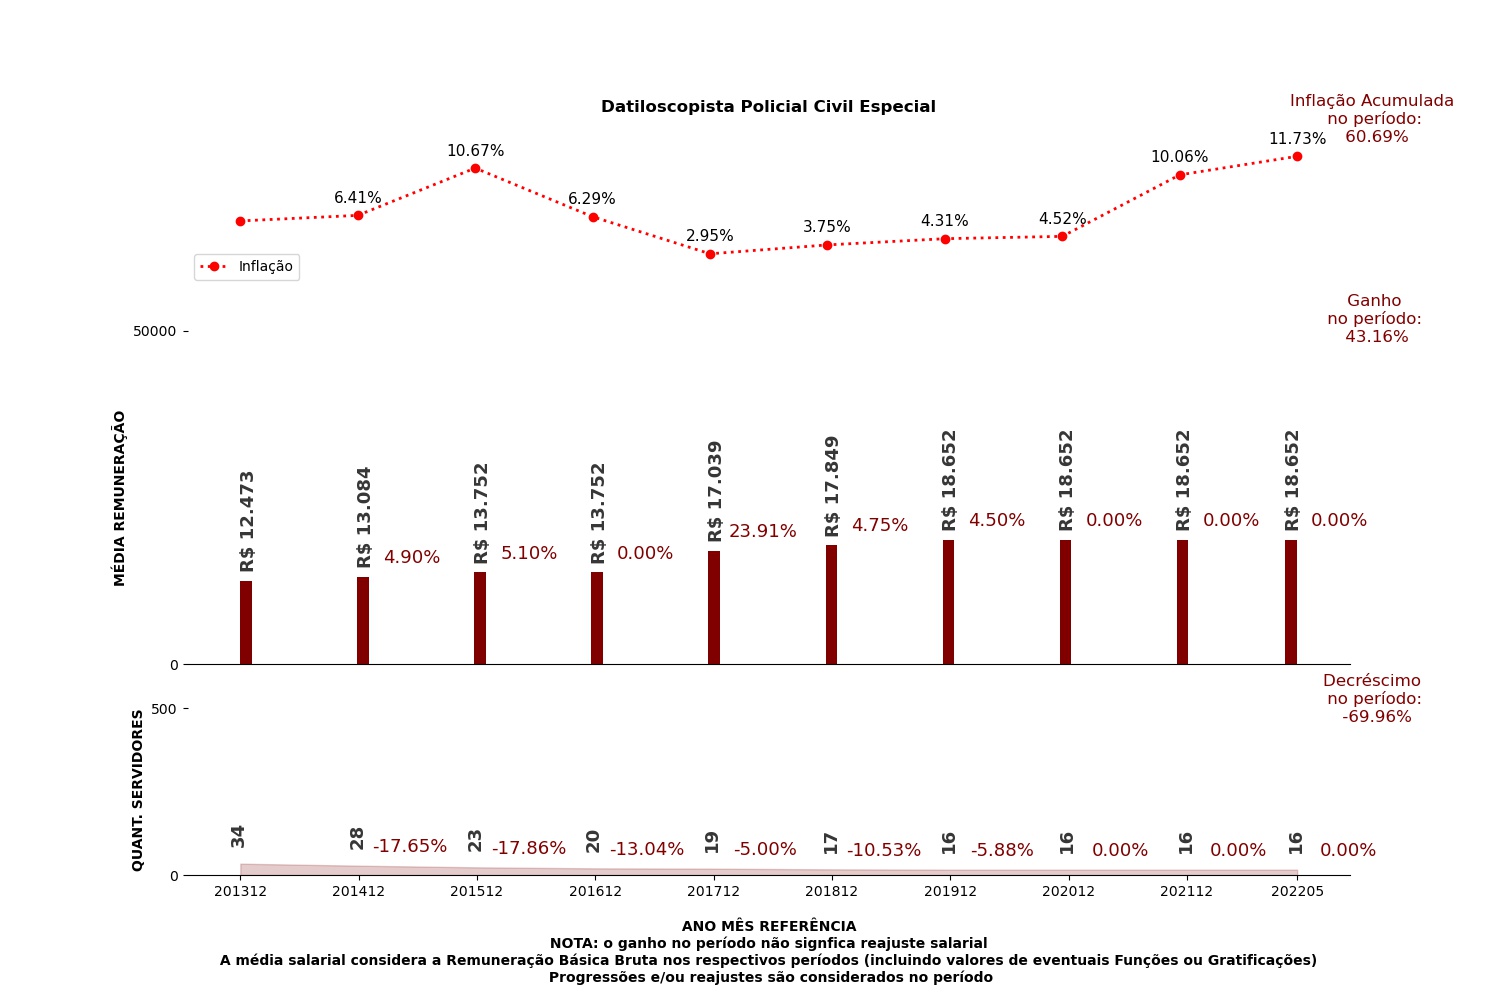 Datiloscopista Policial Civil Especial
Inflação Acumulada
no período:
60.69%
6.41%
10.67%
6.29%
2.95%
3.75%
4.31%
4.52%
10.06%
11.73%
Inflação
Ganho
no período:
43.16%
50000
0
MÉDIA REMUNERAÇÃO
R$ 12.473
R$ 13.084
R$ 13.752
R$ 13.752
R$ 17.039
R$ 17.849
R$ 18.652
R$ 18.652
R$ 18.652
R$ 18.652
4.90%
5.10%
0.00%
23.91%
4.75%
4.50%
0.00%
0.00%
0.00%
Decréscimo
no período:
-69.96%
500
0
QUANT. SERVIDORES
34
28
23
20
19
17
16
16
16
16
-17.65%
-17.86%
-13.04%
-5.00%
-10.53%
-5.88%
0.00%
0.00%
0.00%
201312
201412
201512
201612
201712
201812
201912
202012
202112
202205
ANO MÊS REFERÊNCIA
NOTA: o ganho no período não signfica reajuste salarial
A média salarial considera a Remuneração Básica Bruta nos respectivos períodos (incluindo valores de eventuais Funções ou Gratificações)
Progressões e/ou reajustes são considerados no período